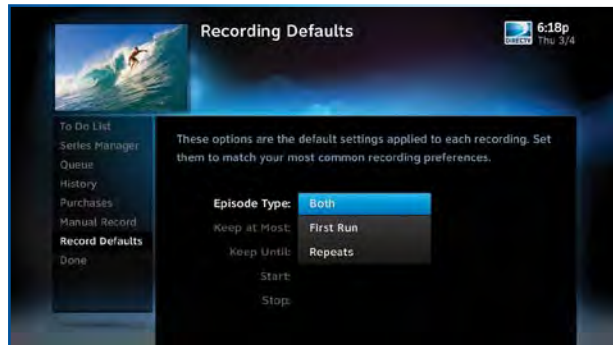 Recording Defaults
DIRECTV
6:18p
Thu 3/4
To Do List
Series Manager
Queue
History
Purchases
Manual Record
Record Defaults
Done
These options are the default settings applied to each recording. Set
them to match your most common recording preferences.
Episode Type: Both
Keep at Most: First Run
Keep Until: Repeats
Start:
Stop: